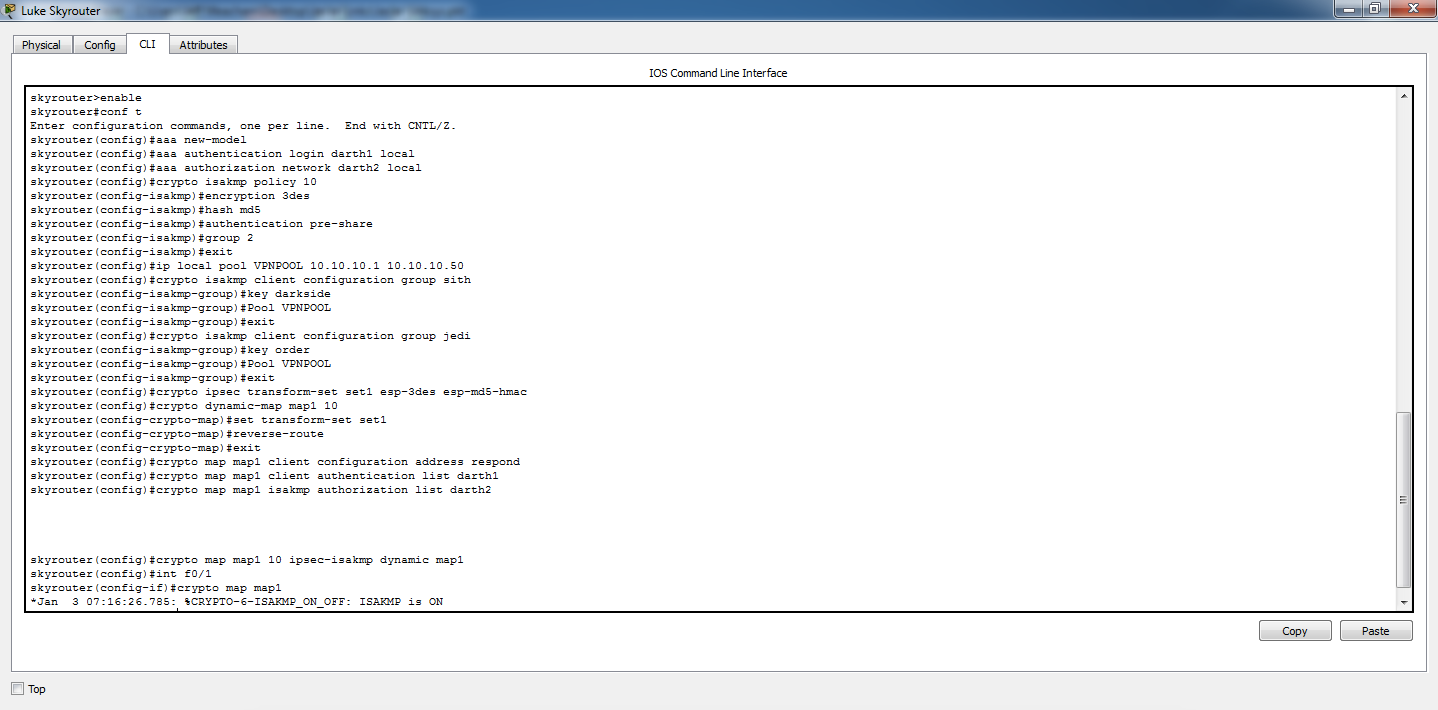 Luke Skyrouter
Physical Config CLI Attributes
IOS Command Line Interface
skyrouter>enable
skyrouter#conf t
Enter configuration commands, one per line.  End with CNTL/Z.
skyrouter(config)#aaa new-model
skyrouter(config)#aaa authentication login darth1 local
skyrouter(config)#aaa authorization network darth2 local
skyrouter(config)#crypto isakmp policy 10
skyrouter(config-isakmp)#encryption 3des
skyrouter(config-isakmp)#hash md5
skyrouter(config-isakmp)#authentication pre-share
skyrouter(config-isakmp)#group 2
skyrouter(config-isakmp)#exit
skyrouter(config)#ip local pool VPNPOOL 10.10.10.1 10.10.10.50
skyrouter(config)#crypto isakmp client configuration group sith
skyrouter(config-isakmp-group)#key darkside
skyrouter(config-isakmp-group)#Pool VPNPOOL
skyrouter(config-isakmp-group)#exit
skyrouter(config)#crypto isakmp client configuration group jedi
skyrouter(config-isakmp-group)#key order
skyrouter(config-isakmp-group)#Pool VPNPOOL
skyrouter(config-isakmp-group)#exit
skyrouter(config)#crypto ipsec transform-set set1 esp-3des esp-md5-hmac
skyrouter(config)#crypto dynamic-map map1 10
skyrouter(config-crypto-map)#set transform-set set1
skyrouter(config-crypto-map)#reverse-route
skyrouter(config-crypto-map)#exit
skyrouter(config)#crypto map map1 client configuration address respond
skyrouter(config)#crypto map map1 client authentication list darth1
skyrouter(config)#crypto map map1 isakmp authorization list darth2
skyrouter(config)#crypto map map1 10 ipsec-isakmp dynamic map1
skyrouter(config)#int f0/1
skyrouter(config-if)#crypto map map1
*Jan  3 07:16:26.785: %CRYPTO-6-ISAKMP_ON_OFF: ISAKMP is ON
Copy Paste
Top